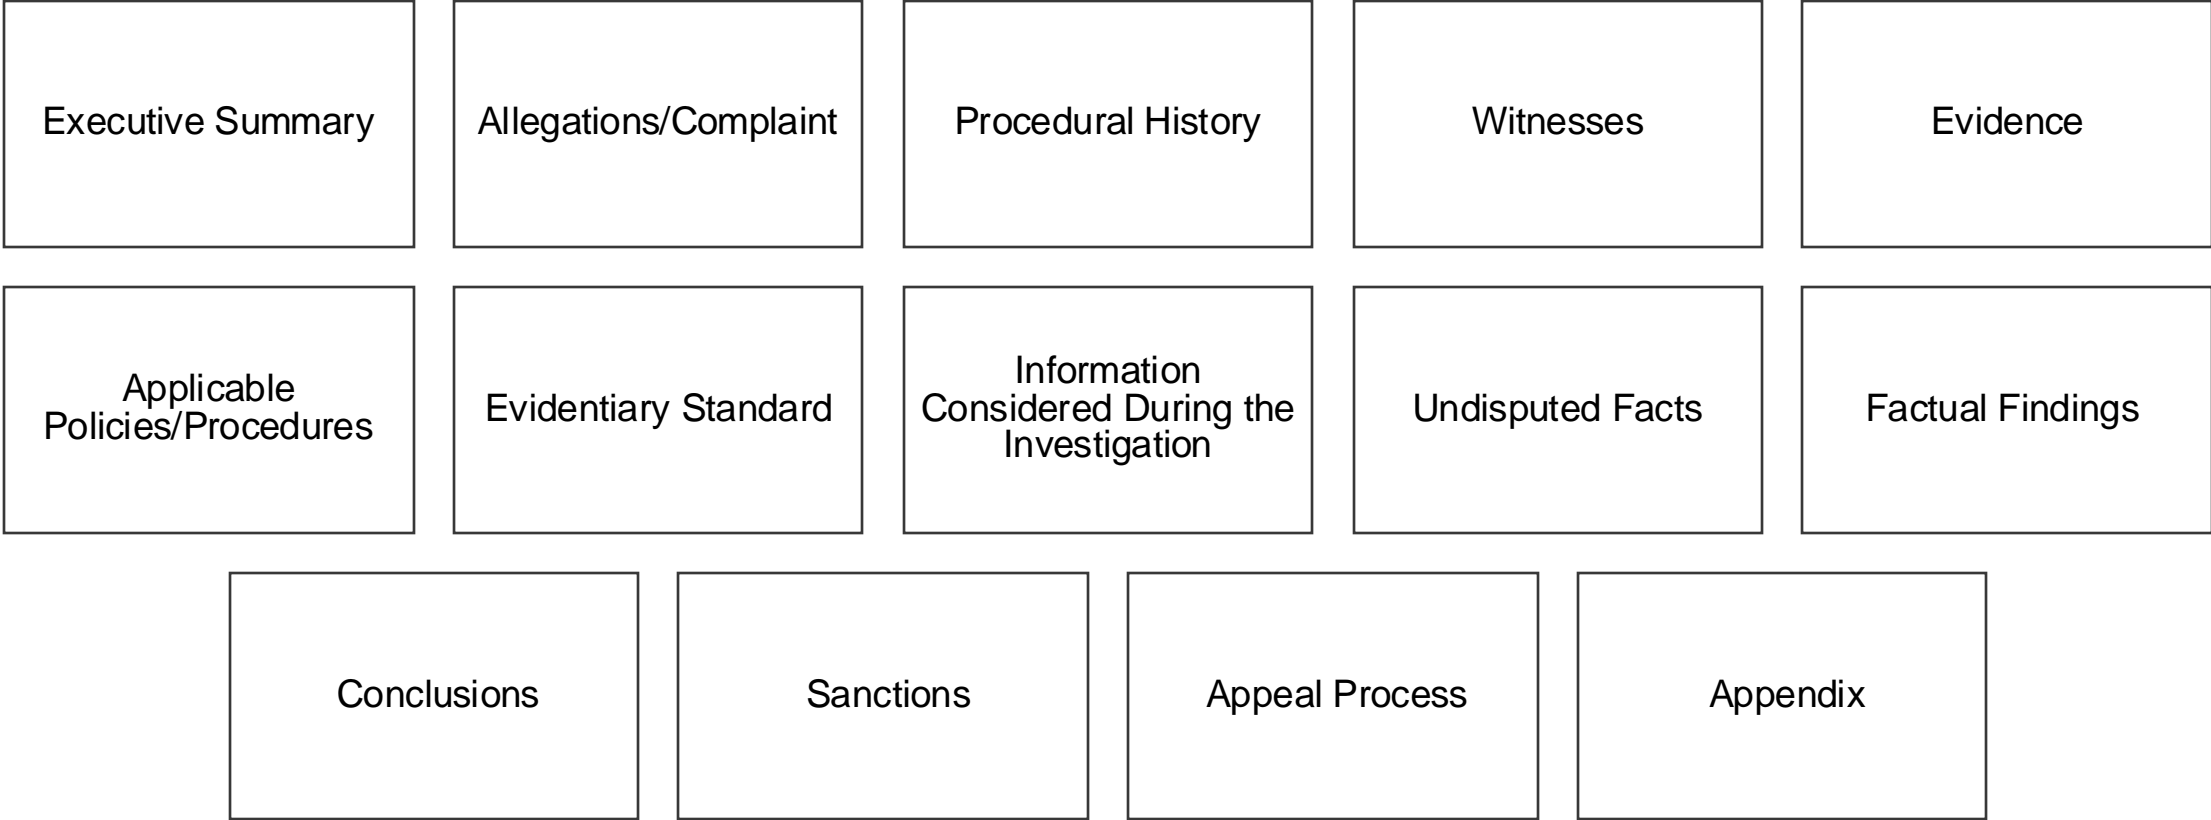 Executive Summary
Allegations/Complaint
Procedural History
Witnesses
Evidence
Applicable
Policies/Procedures
Evidentiary Standard
Information
Considered During the
Investigation
Undisputed Facts
Factual Findings
Conclusions
Sanctions
Appeal Process
Appendix